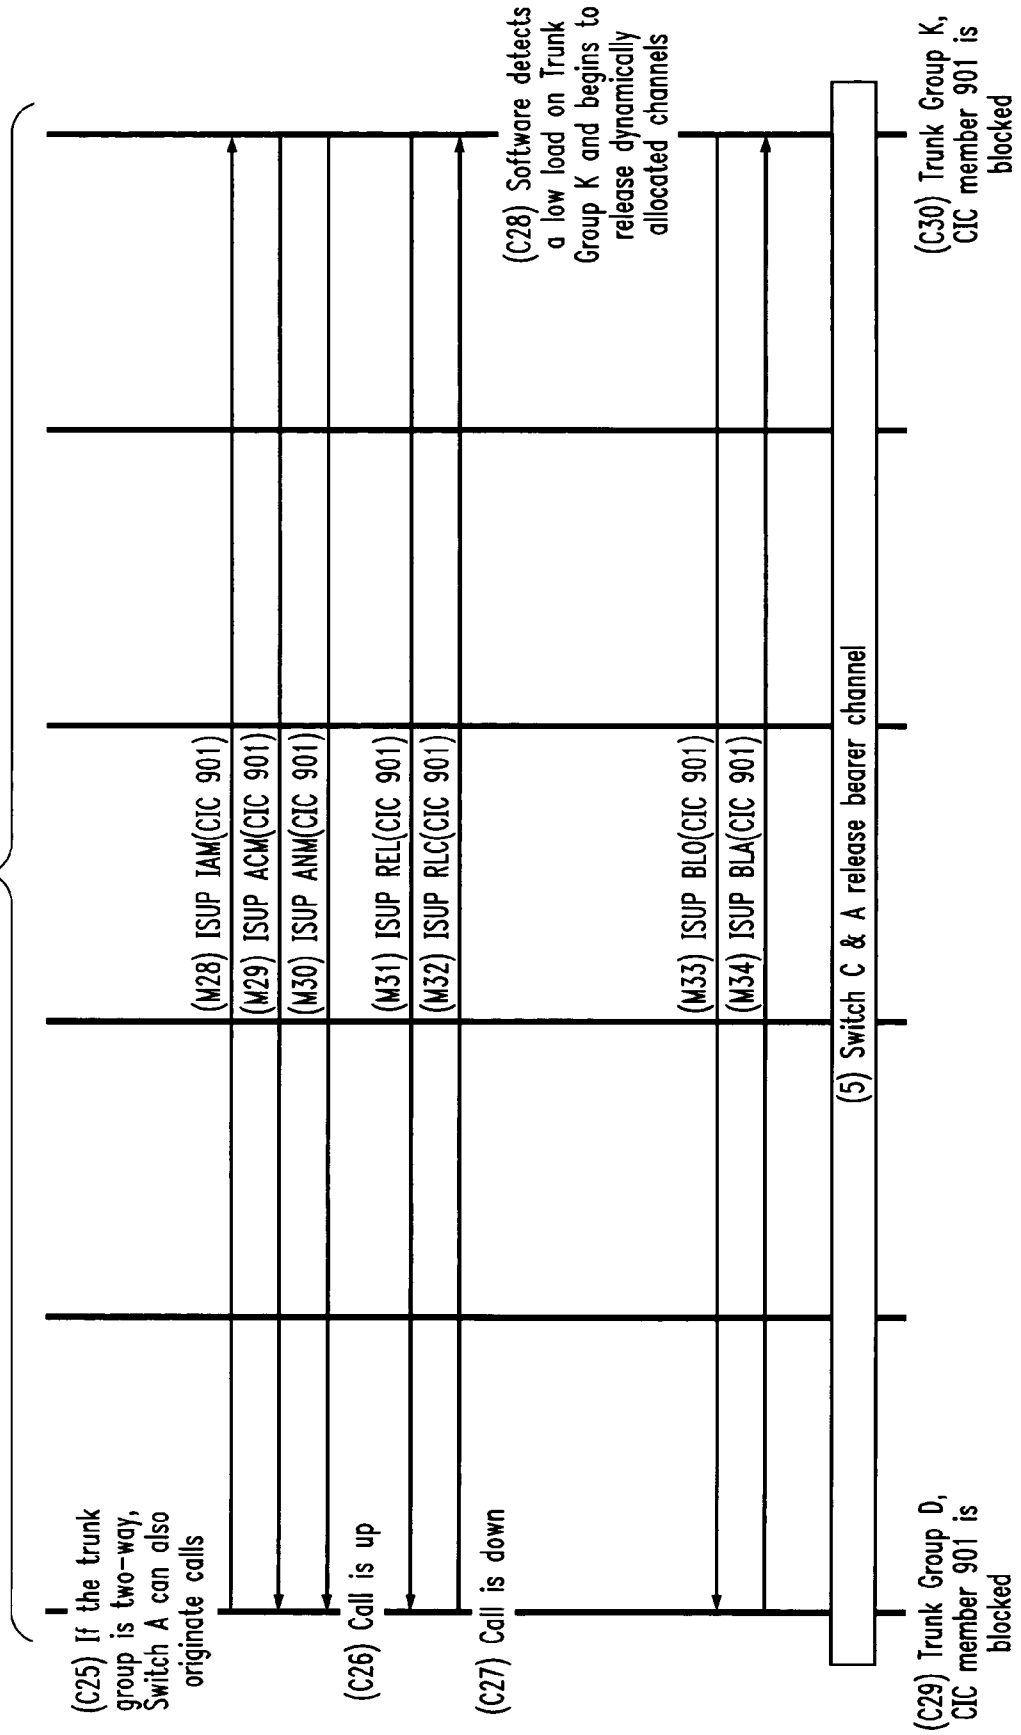 (C25) If the trunk
group is two-way,
Switch A can also
originate calls
(M28) ISUP IAM(CIC 901)
(M29) ISUP ACM(CIC 901)
(M30) ISUP ANM(CIC 901)
(C26) Call is up
(M31) ISUP REL(CIC 901)
(M32) ISUP RLC(CIC 901)
(C27) Call is down
(C28) Software detects
a low load on Trunk
Group K and begins to
release dynamically
allocated channels
(M33) ISUP BLO(CIC 901)
(M34) ISUP BLA(CIC 901)
(5) Switch C & A release bearer channel
(C29) Trunk Group D,
CIC member 901 is
blocked
(C30) Trunk Group K,
CIC member 901 is
blocked